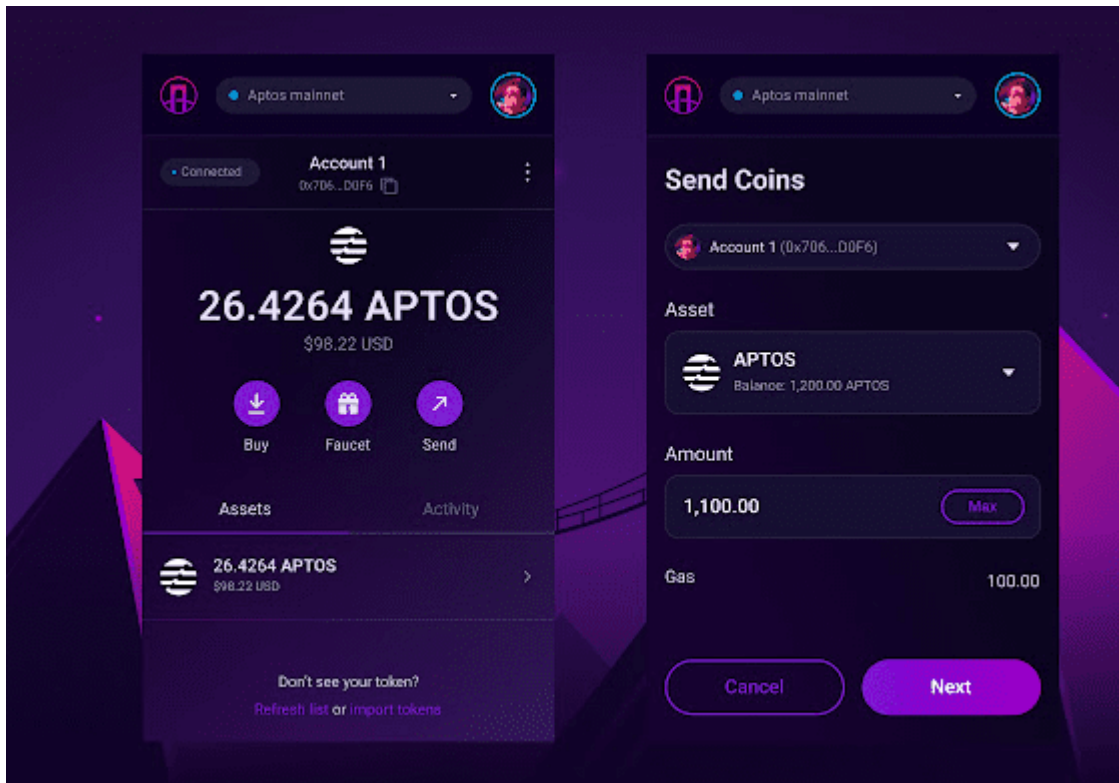 Aptos mainnet
Connected
Account 1
0x706...D0F6
26.4264 APTOS
$98.22 USD
Buy
Faucet
Send
Assets
Activity
26.4264 APTOS
$98.22 USD
Don't see your token?
Refresh list or import tokens
Aptos mainnet
Send Coins
Account 1 (0x706...D0F6)
Asset
APTOS
Balance: 1,200.00 APTOS
Amount
1,100.00
Max
Gas
100.00
Cancel
Next